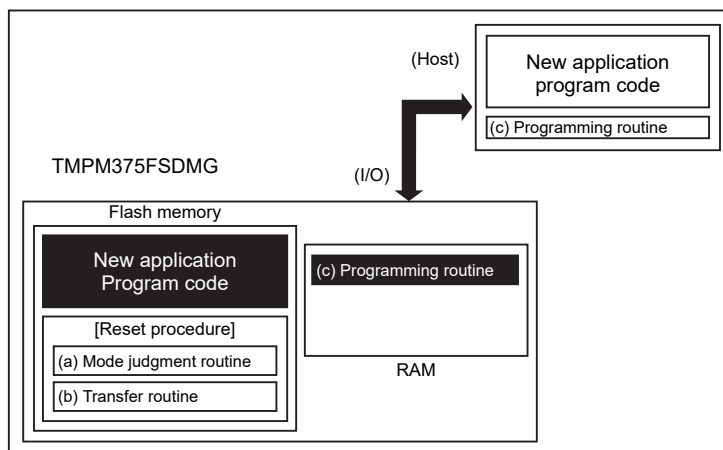 (Host)
New application
program code
(c) Programming routine
TMPM375FSDMG
(I/O)
Flash memory
New application
Program code
[Reset procedure]
(a) Mode judgment routine
(b) Transfer routine
(c) Programming routine
RAM